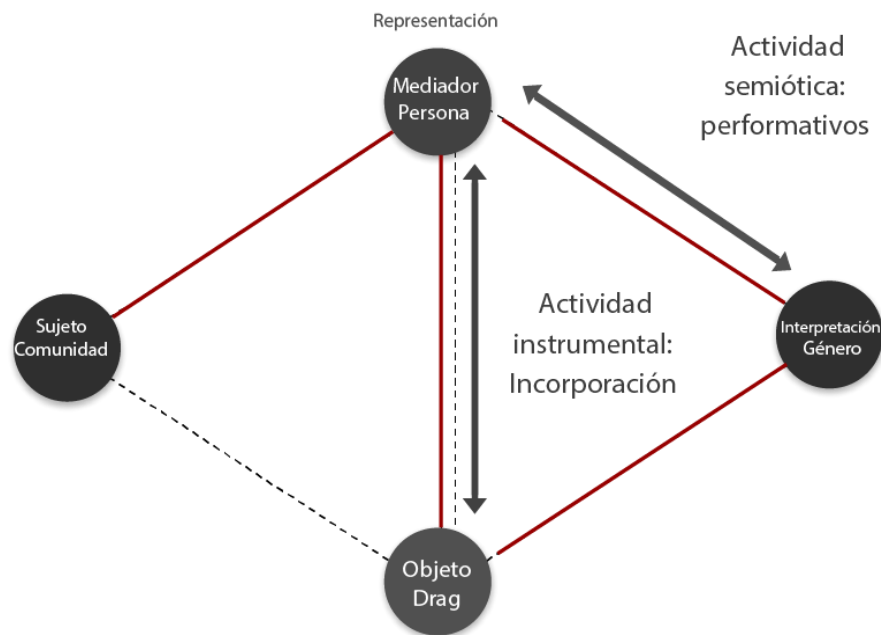 Representación
Mediador
Persona
Actividad
semiótica:
performativos
Sujeto
Comunidad
Actividad
instrumental:
Incorporación
Interpretación
Género
Objeto
Drag